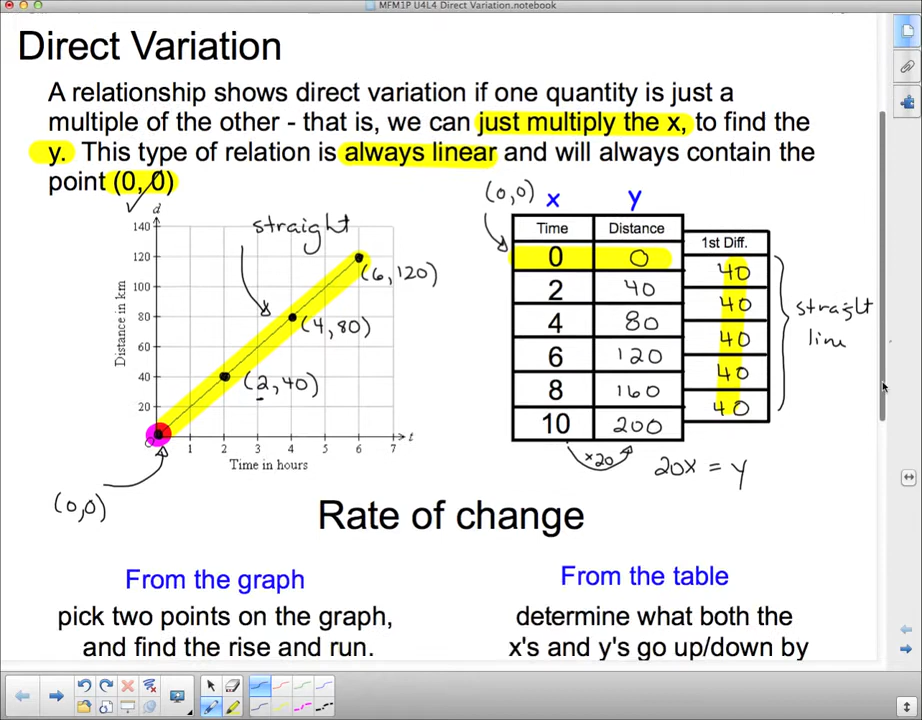 MFM1P U4L4 Direct Variation.notebook
Direct Variation
A relationship shows direct variation if one quantity is just a
multiple of the other - that is, we can just multiply the x, to find the
y. This type of relation is always linear and will always contain the
point (0, 0)
d
140
120
100
80
60
40
20
0
1 2 3 4 5 6 7 t
Distance in km
Time in hours
straight
(6,120)
(4,80)
(2,40)
(0,0)
(0,0) x y
Time Distance 1st Diff.
0 0
40
2 40
40
4 80
40
6 120
40
8 160
40
10 200
straight
line
×20
20x = y
Rate of change
From the graph
pick two points on the graph,
and find the rise and run.
From the table
determine what both the
x's and y's go up/down by